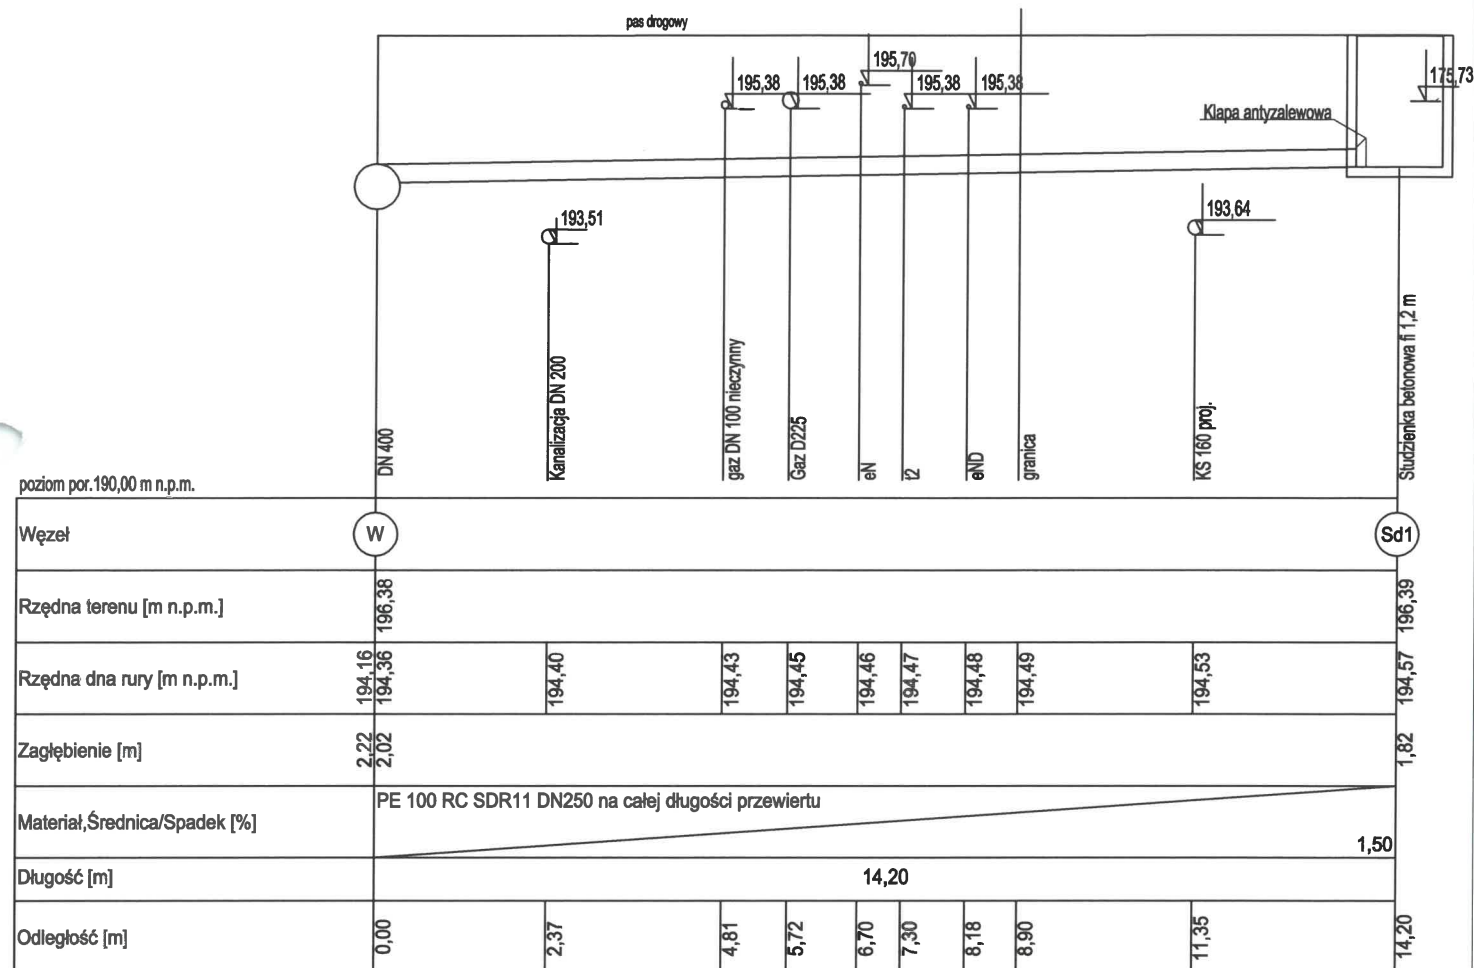 pas drogowy
195,70
195,38
195,38
195,38
195,38
175,73
Klapa antyzalewowa
193,51
193,64
DN 400
Kanalizacja DN 200
gaz DN 100 nieczynny
Gaz D225
eN
t2
eND
granica
KS 160 proj.
Studzienka betonowa fi 1,2 m
poziom por.190,00 m n.p.m.
Węzeł W Sd1
Rzędna terenu [m n.p.m.] 196,38 196,39
Rzędna dna rury [m n.p.m.] 194,16 194,36 194,40 194,43 194,45 194,46 194,47 194,48 194,49 194,53 194,57
Zagłębienie [m] 2,22 2,02 1,82
PE 100 RC SDR11 DN250 na całej długości przewiertu
Materiał,Średnica/Spadek [%]
1,50
Długość [m] 14,20
Odległość [m] 0,00 2,37 4,81 5,72 6,70 7,30 8,18 8,90 11,35 14,20